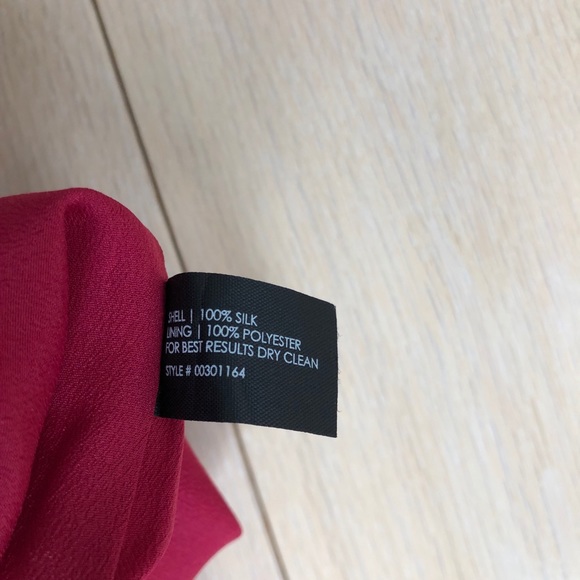 SHELL | 100% SILK
LINING | 100% POLYESTER
FOR BEST RESULTS DRY CLEAN
STYLE # 00301164